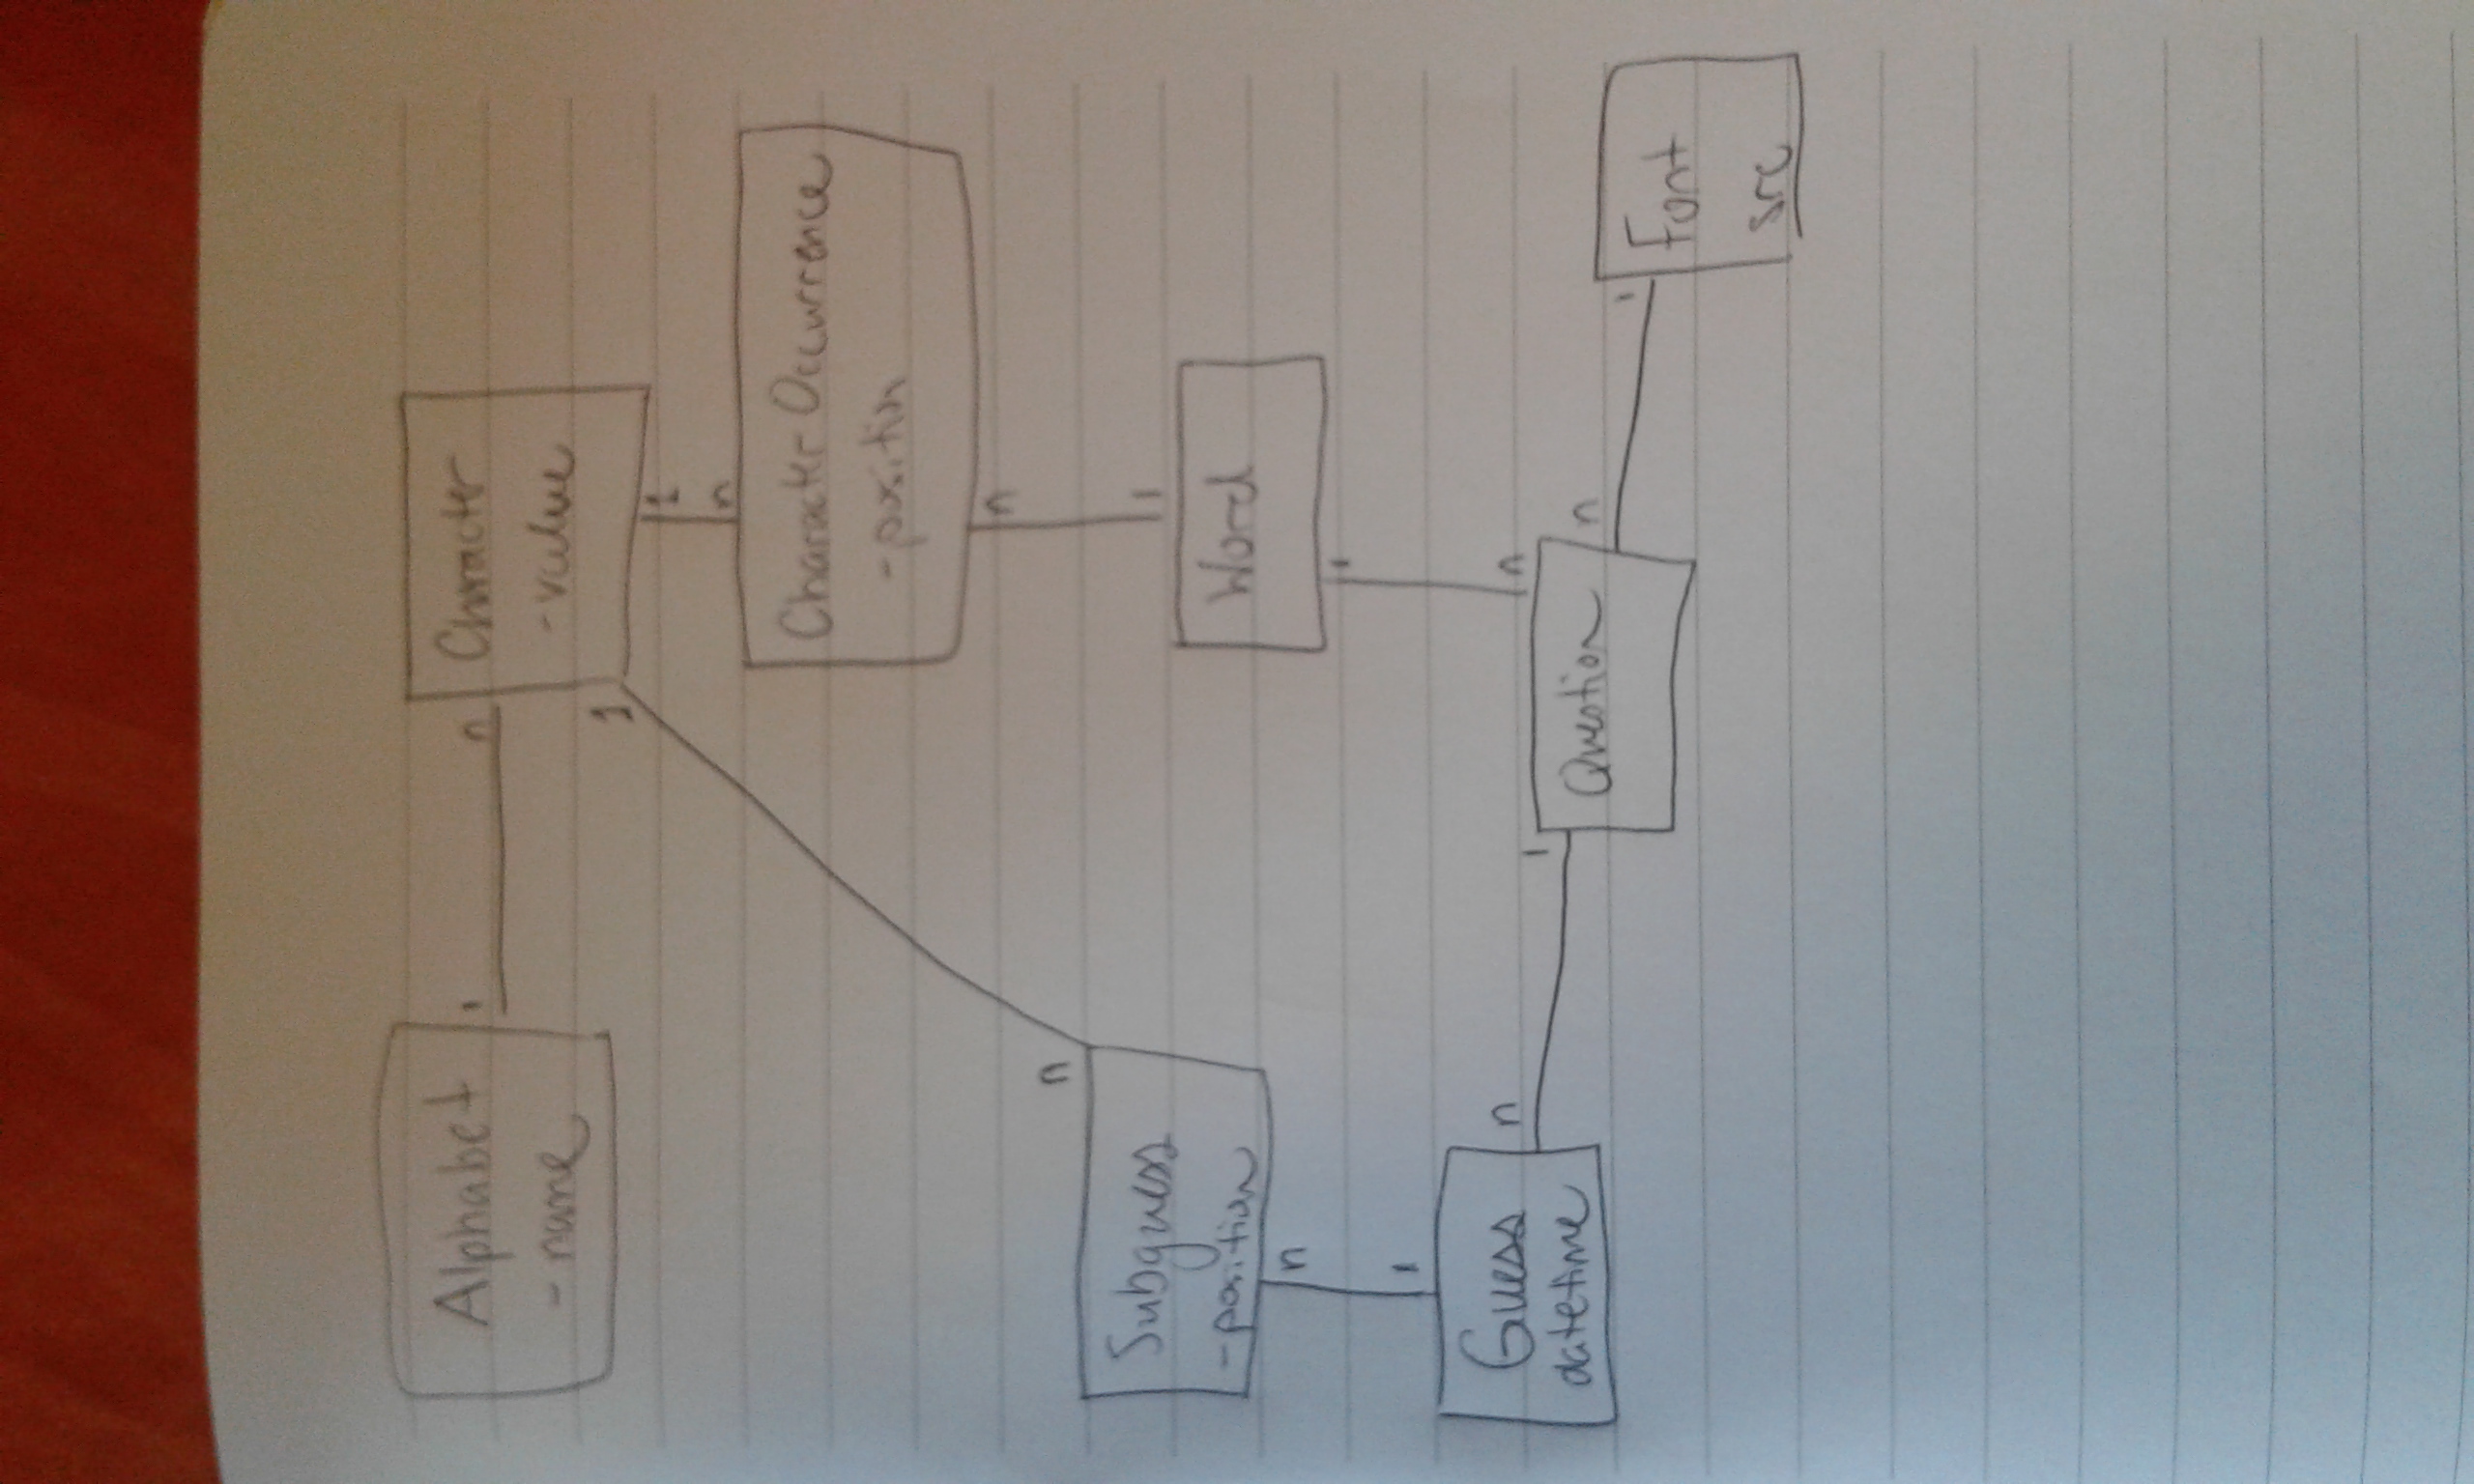 Alphabet
- name
1
n
Character
- value
1
1
n
Character Occurrence
- position
n
n
Subguess
- position
1
Word
n
1
1
Guess
datetime
n
1
n
Question
n
1
Font
src